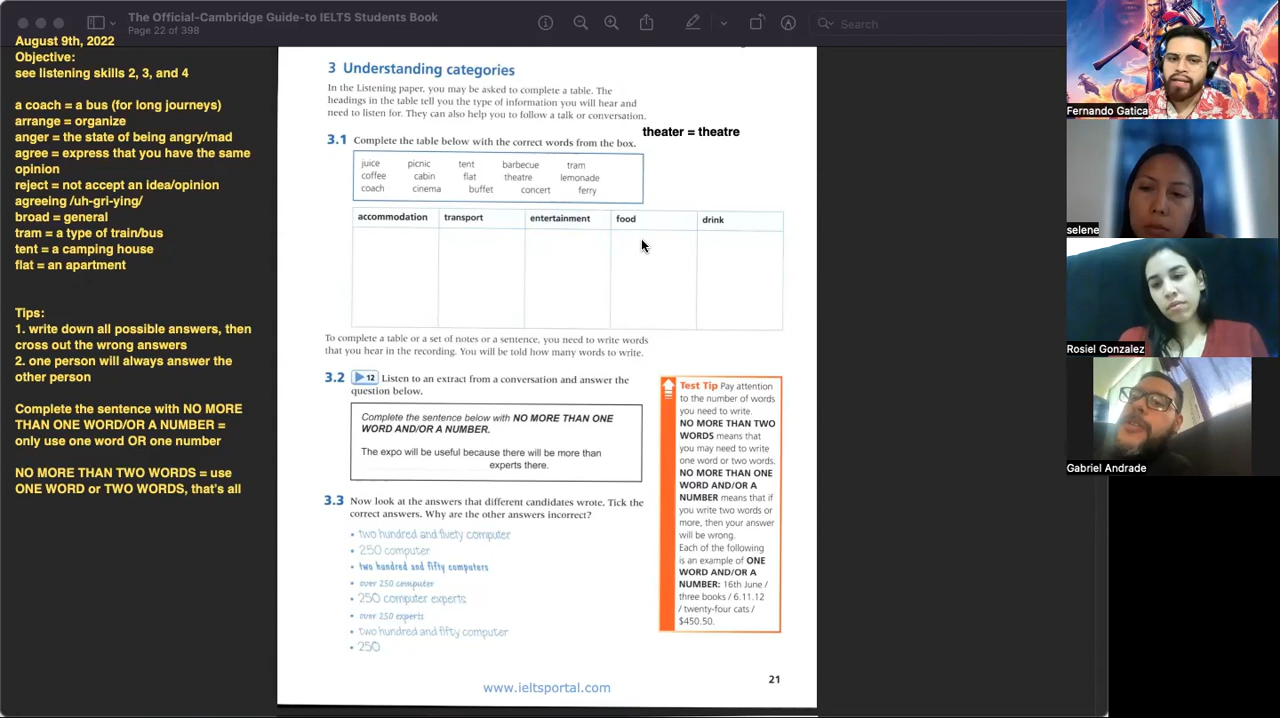 The Official-Cambridge Guide-to IELTS Students Book
Page 22 of 398
Search
August 9th, 2022
Objective:
see listening skills 2, 3, and 4
a coach = a bus (for long journeys)
arrange = organize
anger = the state of being angry/mad
agree = express that you have the same
opinion
reject = not accept an idea/opinion
agreeing /uh-gri-ying/
broad = general
tram = a type of train/bus
tent = a camping house
flat = an apartment
Tips:
1. write down all possible answers, then
cross out the wrong answers
2. one person will always answer the
other person
Complete the sentence with NO MORE
THAN ONE WORD/OR A NUMBER =
only use one word OR one number
NO MORE THAN TWO WORDS = use
ONE WORD or TWO WORDS, that's all
3 Understanding categories
In the Listening paper, you may be asked to complete a table. The
headings in the table tell you the type of information you will hear and
need to listen for. They can also help you to follow a talk or conversation.
theater = theatre
3.1 Complete the table below with the correct words from the box.
juice picnic tent barbecue tram
coffee cabin flat theatre lemonade
coach cinema buffet concert ferry
accommodation transport entertainment food drink
To complete a table or a set of notes or a sentence, you need to write words
that you hear in the recording. You will be told how many words to write.
3.2 12 Listen to an extract from a conversation and answer the
question below.
Complete the sentence below with NO MORE THAN ONE
WORD AND/OR A NUMBER.
The expo will be useful because there will be more than
experts there.
3.3 Now look at the answers that different candidates wrote. Tick the
correct answers. Why are the other answers incorrect?
• two hundred and fivety computer
• 250 computer
• two hundred and fifty computers
• over 250 computer
• 250 computer experts
• over 250 experts
• two hundred and fifty computer
• 250
Test Tip Pay attention
to the number of words
you need to write.
NO MORE THAN TWO
WORDS means that
you may need to write
one word or two words.
NO MORE THAN ONE
WORD AND/OR A
NUMBER means that if
you write two words or
more, then your answer
will be wrong.
Each of the following
is an example of ONE
WORD AND/OR A
NUMBER: 16th June /
three books / 6.11.12
/ twenty-four cats /
$450.50.
21
www.ieltsportal.com
Fernando Gatica
selene
Rosiel Gonzalez
Gabriel Andrade